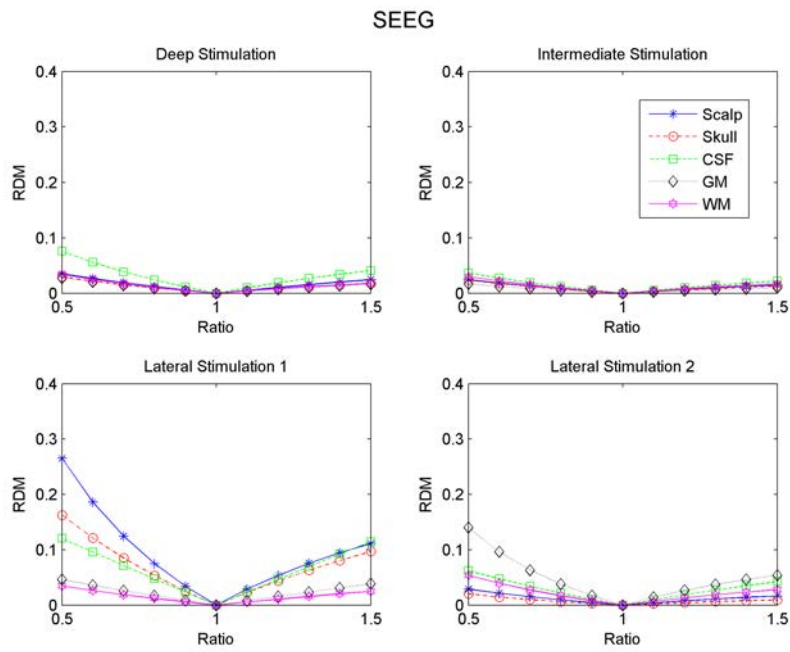 SEEG
Deep Stimulation
0.4
0.3
0.2
0.1
0
RDM
0.5
1
1.5
Ratio
Intermediate Stimulation
0.4
0.3
0.2
0.1
0
RDM
0.5
1
1.5
Ratio
Scalp
Skull
CSF
GM
WM
Lateral Stimulation 1
0.4
0.3
0.2
0.1
0
RDM
0.5
1
1.5
Ratio
Lateral Stimulation 2
0.4
0.3
0.2
0.1
0
RDM
0.5
1
1.5
Ratio